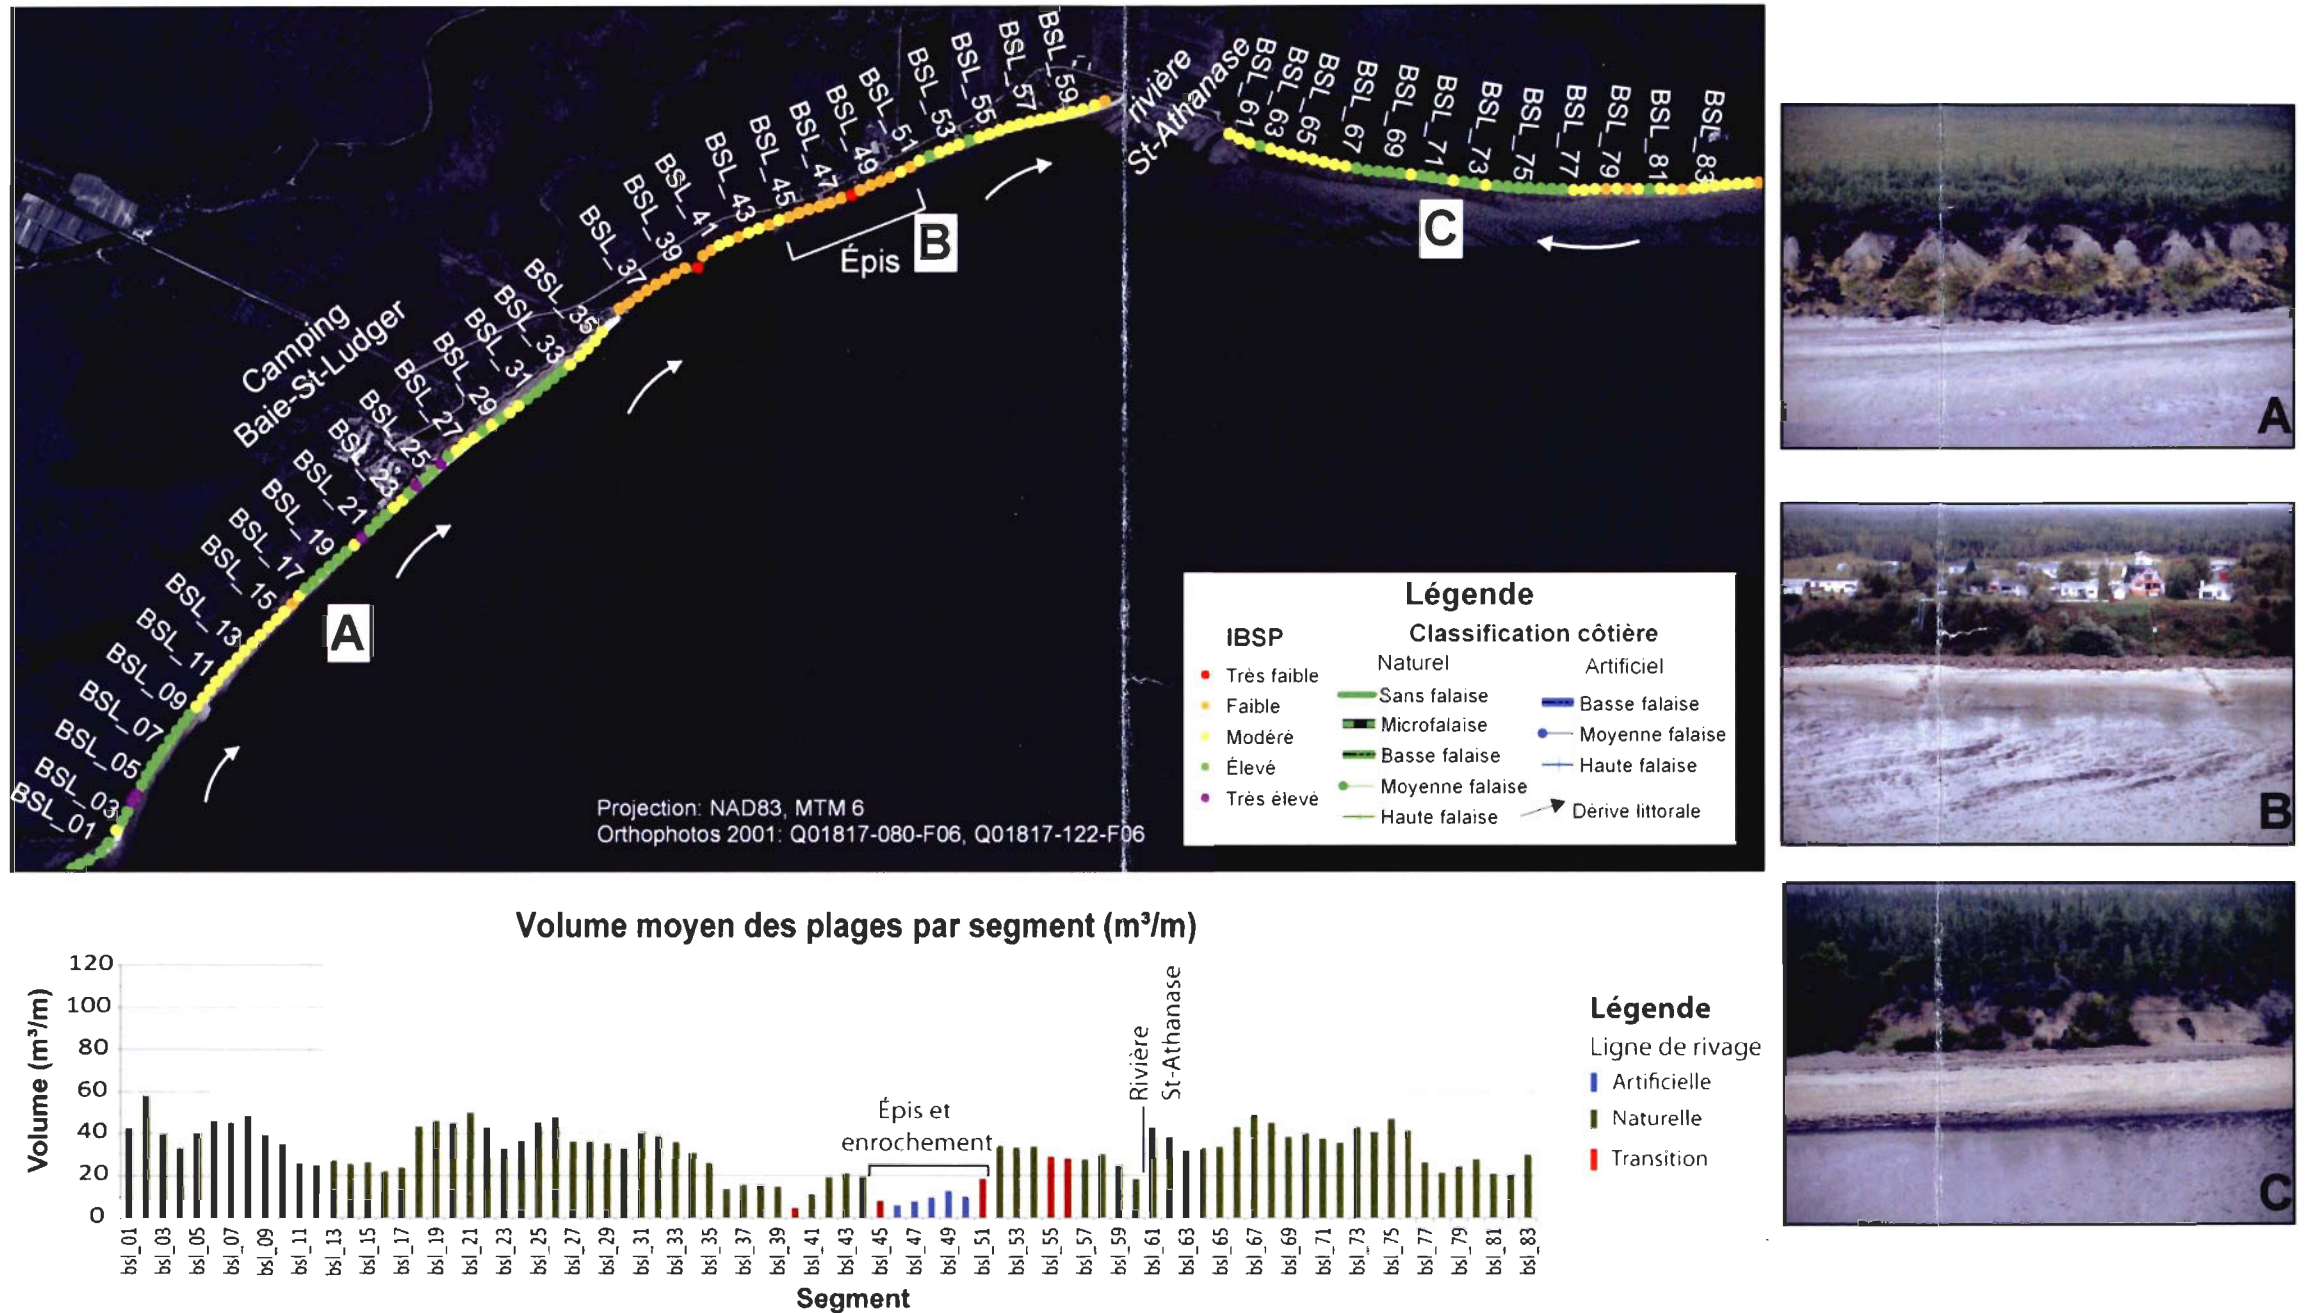 BSL_01
BSL_03
BSL_05
BSL_07
BSL_09
BSL_11
BSL_13
BSL_15
BSL_17
BSL_19
BSL_21
BSL_23
BSL_25
BSL_27
BSL_29
BSL_31
BSL_33
BSL_35
BSL_37
BSL_39
BSL_41
BSL_43
BSL_45
BSL_47
BSL_49
BSL_51
BSL_53
BSL_55
BSL_57
BSL_59
rivière
St-Athanase
BSL_61
BSL_63
BSL_65
BSL_67
BSL_69
BSL_71
BSL_73
BSL_75
BSL_77
BSL_79
BSL_81
BSL_83
Camping
Baie-St-Ludger
Épis
A
B
C
Projection: NAD83, MTM 6
Orthophotos 2001: Q01817-080-F06, Q01817-122-F06
Légende
IBSP
Très faible
Faible
Modéré
Élevé
Très élevé
Classification côtière
Naturel
Sans falaise
Microfalaise
Basse falaise
Moyenne falaise
Haute falaise
Artificiel
Basse falaise
Moyenne falaise
Haute falaise
Dérive littorale
A
B
C
Volume moyen des plages par segment (m³/m)
Volume (m³/m)
120
100
80
60
40
20
0
Épis et
enrochement
Rivière
St-Athanase
bsl_01
bsl_03
bsl_05
bsl_07
bsl_09
bsl_11
bsl_13
bsl_15
bsl_17
bsl_19
bsl_21
bsl_23
bsl_25
bsl_27
bsl_29
bsl_31
bsl_33
bsl_35
bsl_37
bsl_39
bsl_41
bsl_43
bsl_45
bsl_47
bsl_49
bsl_51
bsl_53
bsl_55
bsl_57
bsl_59
bsl_61
bsl_63
bsl_65
bsl_67
bsl_69
bsl_71
bsl_73
bsl_75
bsl_77
bsl_79
bsl_81
bsl_83
Segment
Légende
Ligne de rivage
Artificielle
Naturelle
Transition